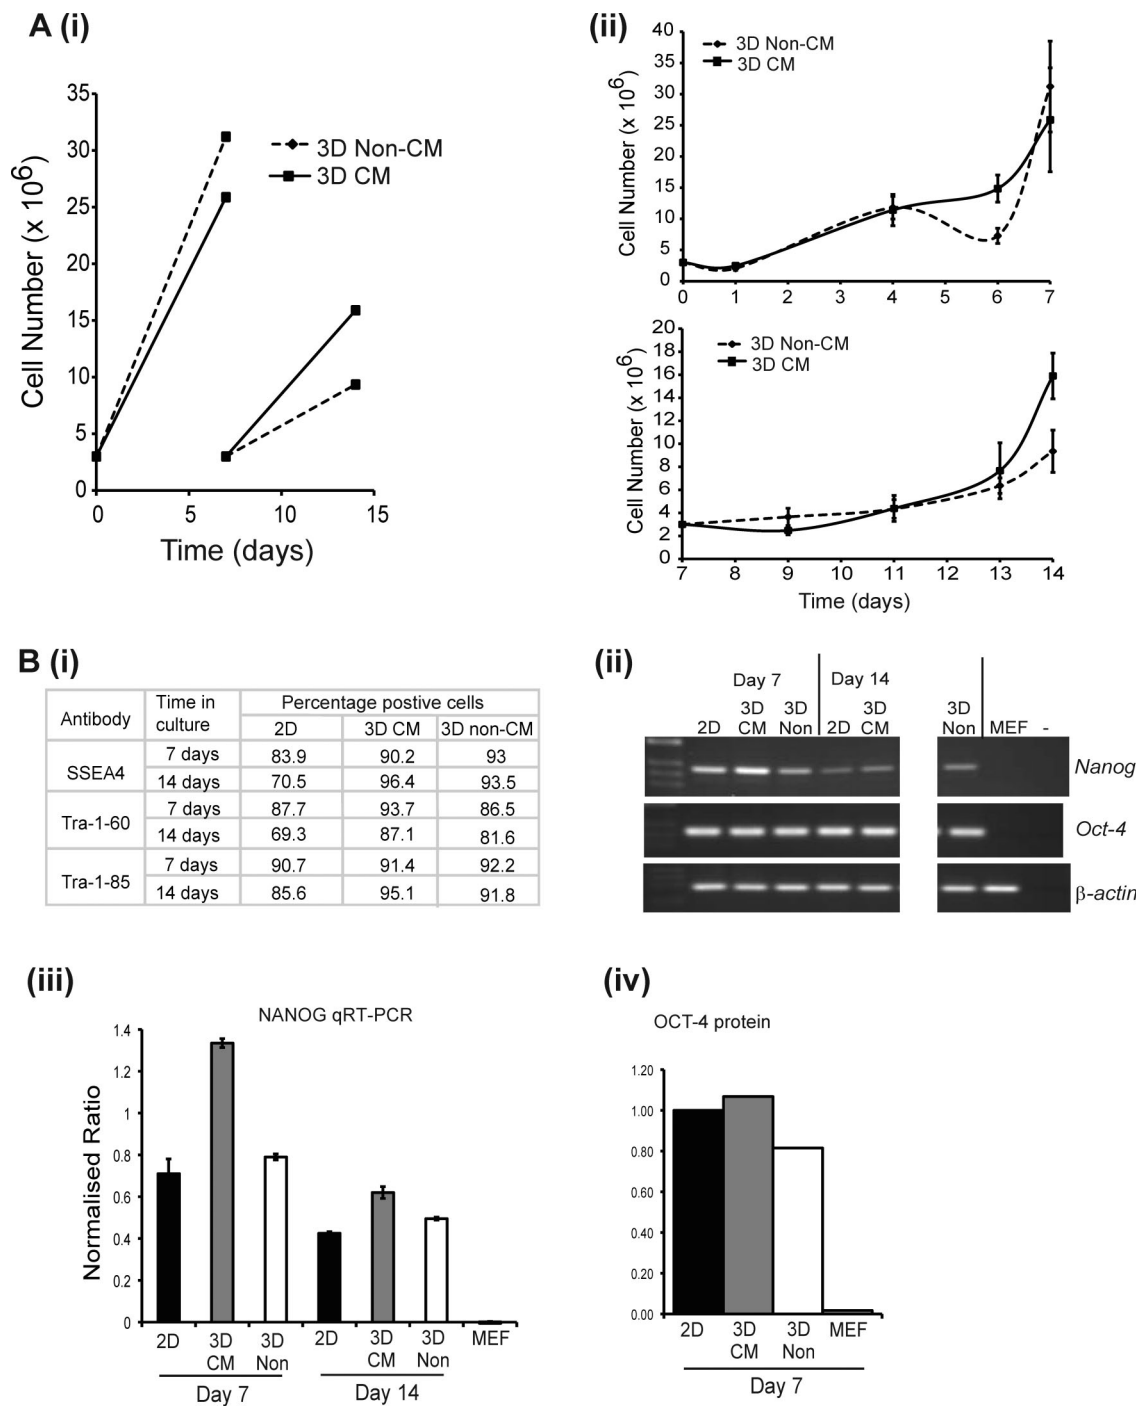 A (i)
35
30
25
20
15
10
5
0
0 5 10 15
Cell Number (x 10⁶)
Time (days)
3D Non-CM
3D CM
(ii)
40
35
30
25
20
15
10
5
0
0 1 2 3 4 5 6 7
Cell Number (x 10⁶)
3D Non-CM
3D CM
20
18
16
14
12
10
8
6
4
2
0
7 8 9 10 11 12 13 14
Cell Number (x 10⁶)
Time (days)
3D Non-CM
3D CM
B (i)
Antibody Time in culture Percentage postive cells
2D 3D CM 3D non-CM
SSEA4 7 days 83.9 90.2 93
14 days 70.5 96.4 93.5
Tra-1-60 7 days 87.7 93.7 86.5
14 days 69.3 87.1 81.6
Tra-1-85 7 days 90.7 91.4 92.2
14 days 85.6 95.1 91.8
(ii)
Day 7 Day 14
2D 3D CM 3D Non 2D 3D CM 3D Non MEF -
Nanog
Oct-4
β-actin
(iii)
NANOG qRT-PCR
Normalised Ratio
1.4
1.2
1
0.8
0.6
0.4
0.2
0
2D 3D CM 3D Non 2D 3D CM 3D Non MEF
Day 7 Day 14
(iv)
OCT-4 protein
1.20
1.00
0.80
0.60
0.40
0.20
0.00
2D 3D CM 3D Non MEF
Day 7